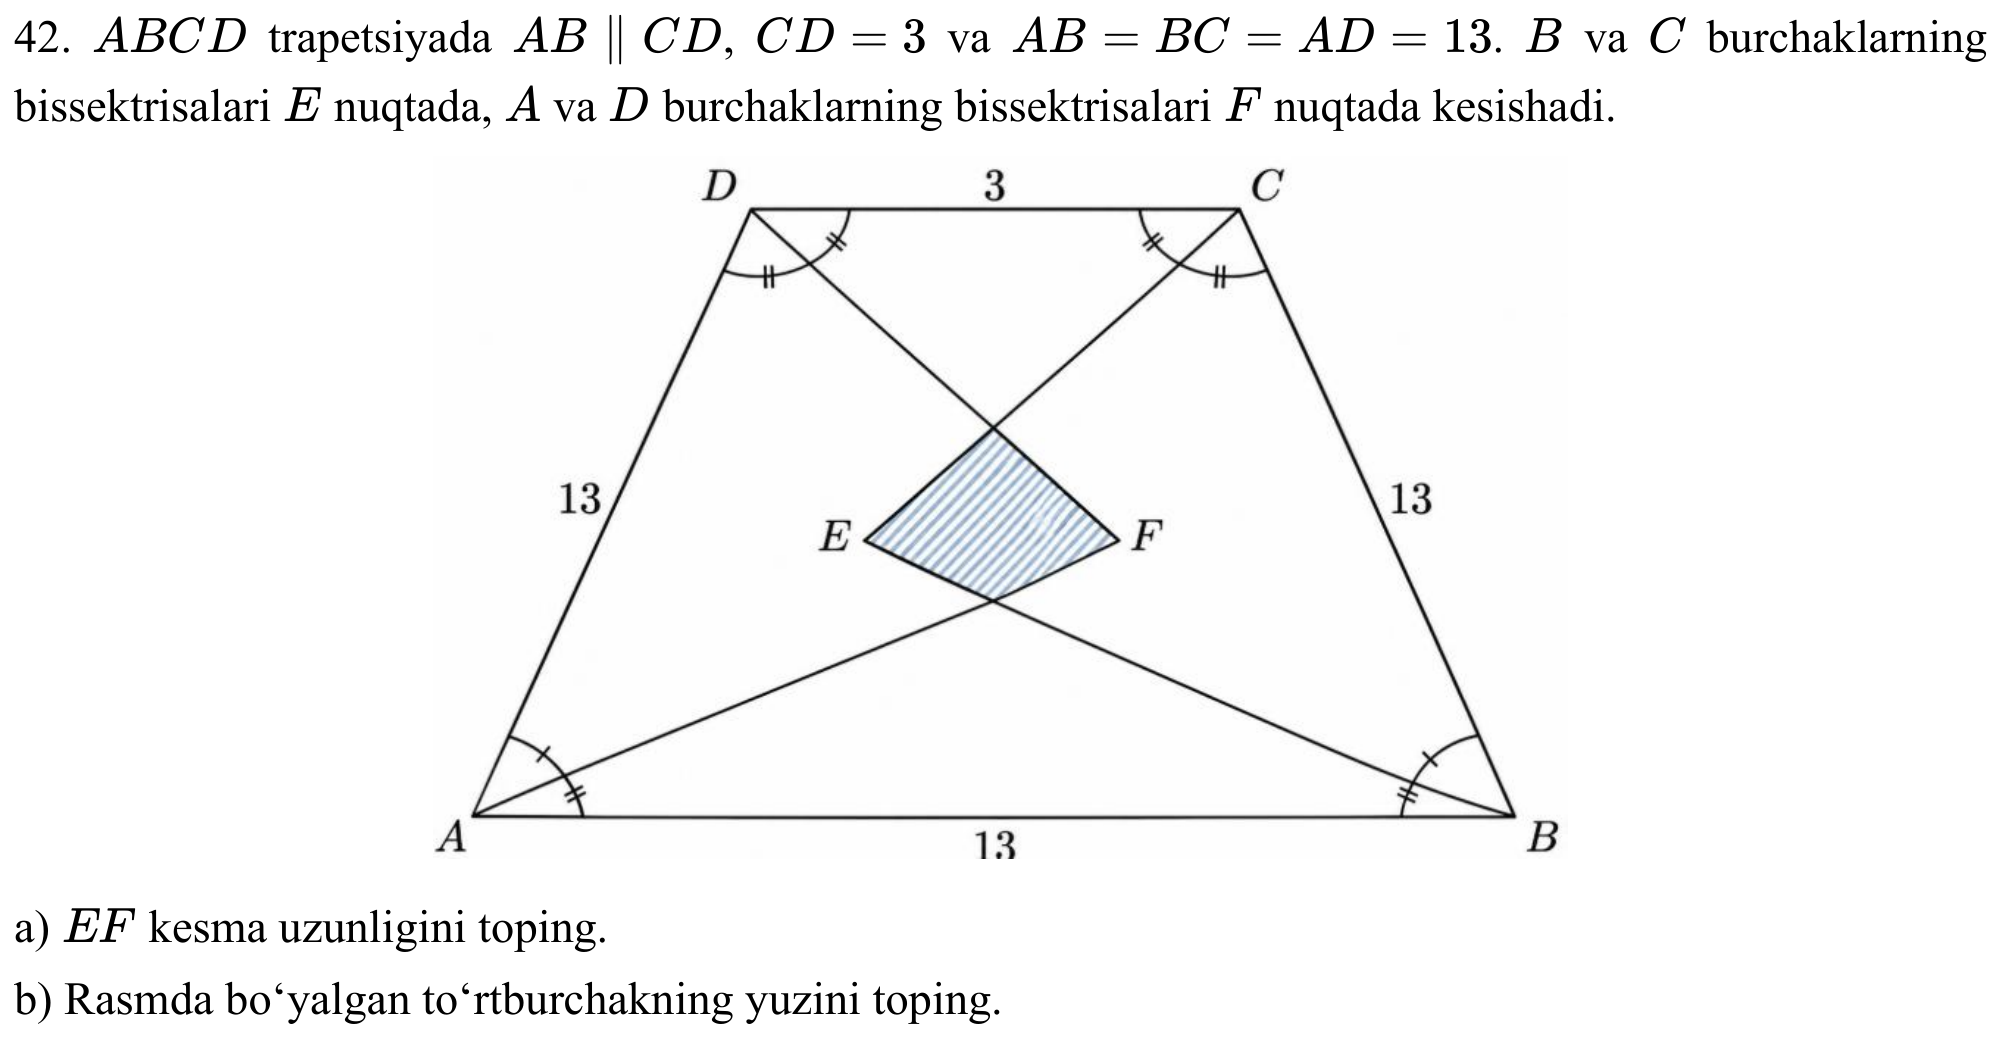 42. ABCD trapetsiyada AB ∥ CD, CD = 3 va AB = BC = AD = 13. B va C burchaklarning
bissektrisalari E nuqtada, A va D burchaklarning bissektrisalari F nuqtada kesishadi.
D 3 C
13 13
E F
A B
13
a) EF kesma uzunligini toping.
b) Rasmda bo‘yalgan to‘rtburchakning yuzini toping.